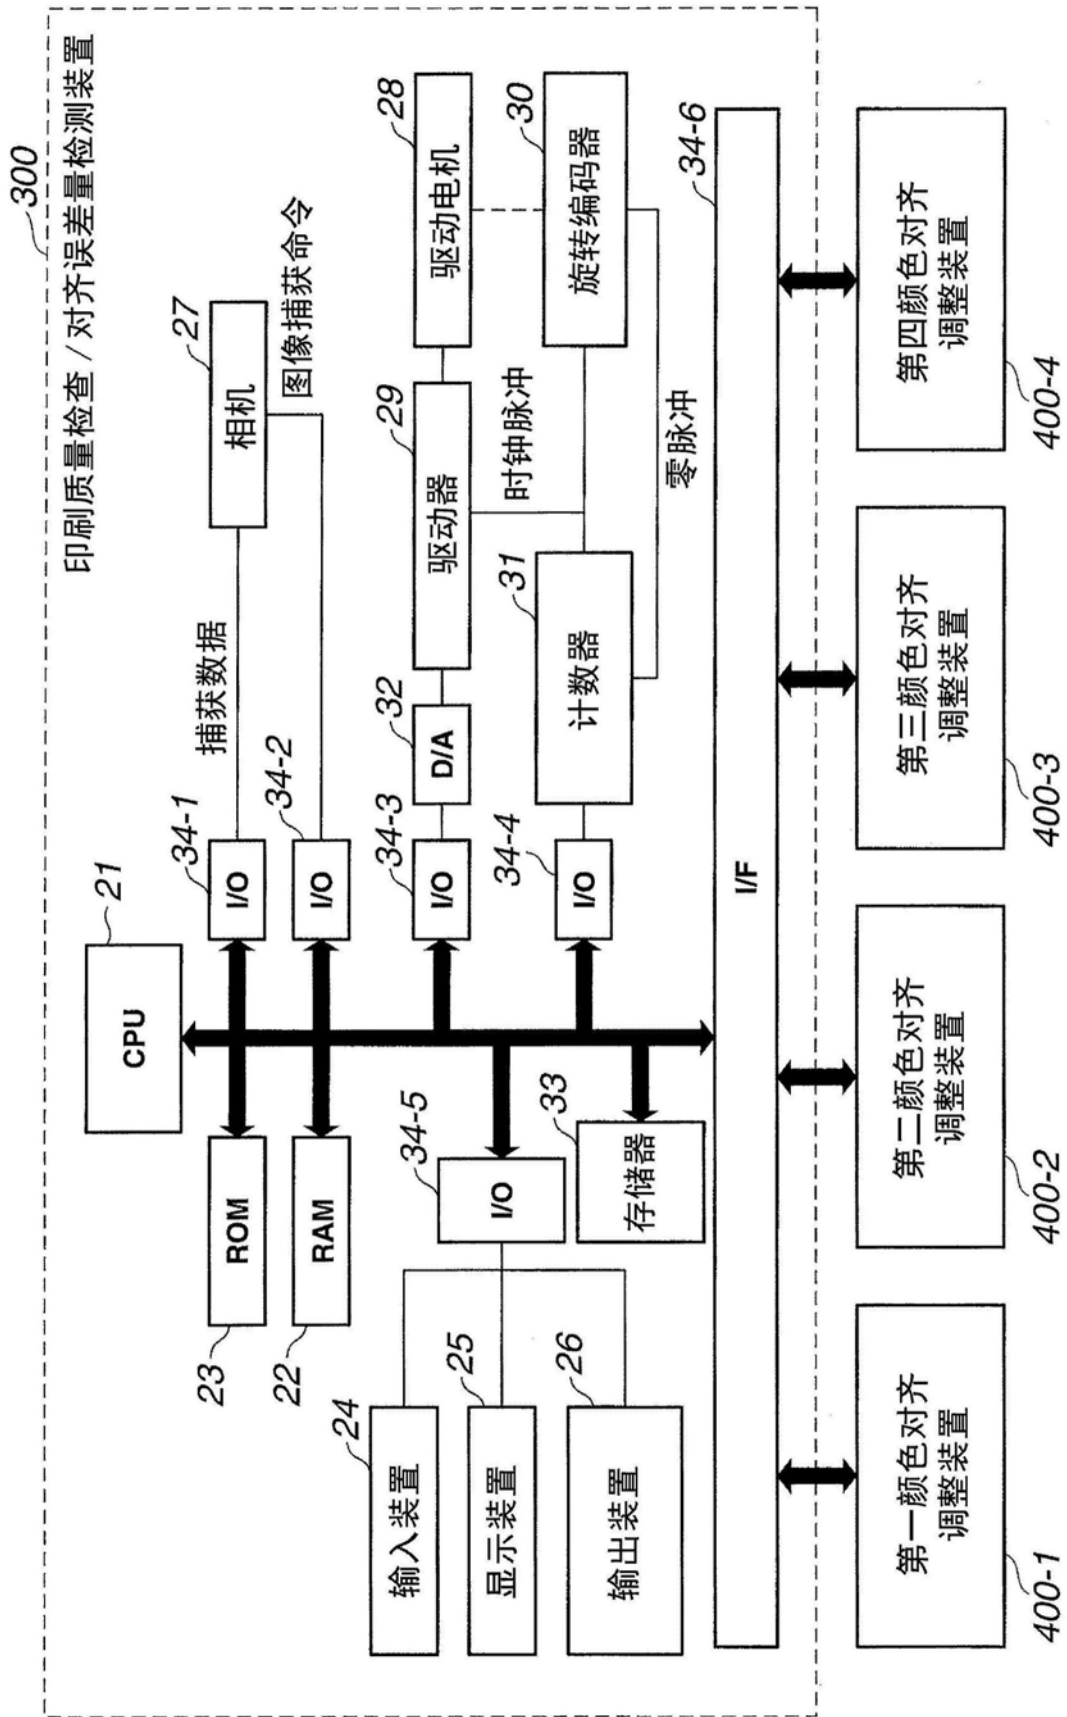 300
印刷质量检查 / 对齐误差量检测装置
CPU
21
ROM
23
RAM
22
I/O
34-1
I/O
34-2
捕获数据
相机
27
图像捕获命令
输入装置
24
显示装置
25
输出装置
26
I/O
34-5
存储器
33
I/O
34-3
D/A
32
驱动器
29
驱动电机
28
时钟脉冲
I/O
34-4
计数器
31
旋转编码器
30
零脉冲
I/F
34-6
第一颜色对齐
调整装置
400-1
第二颜色对齐
调整装置
400-2
第三颜色对齐
调整装置
400-3
第四颜色对齐
调整装置
400-4